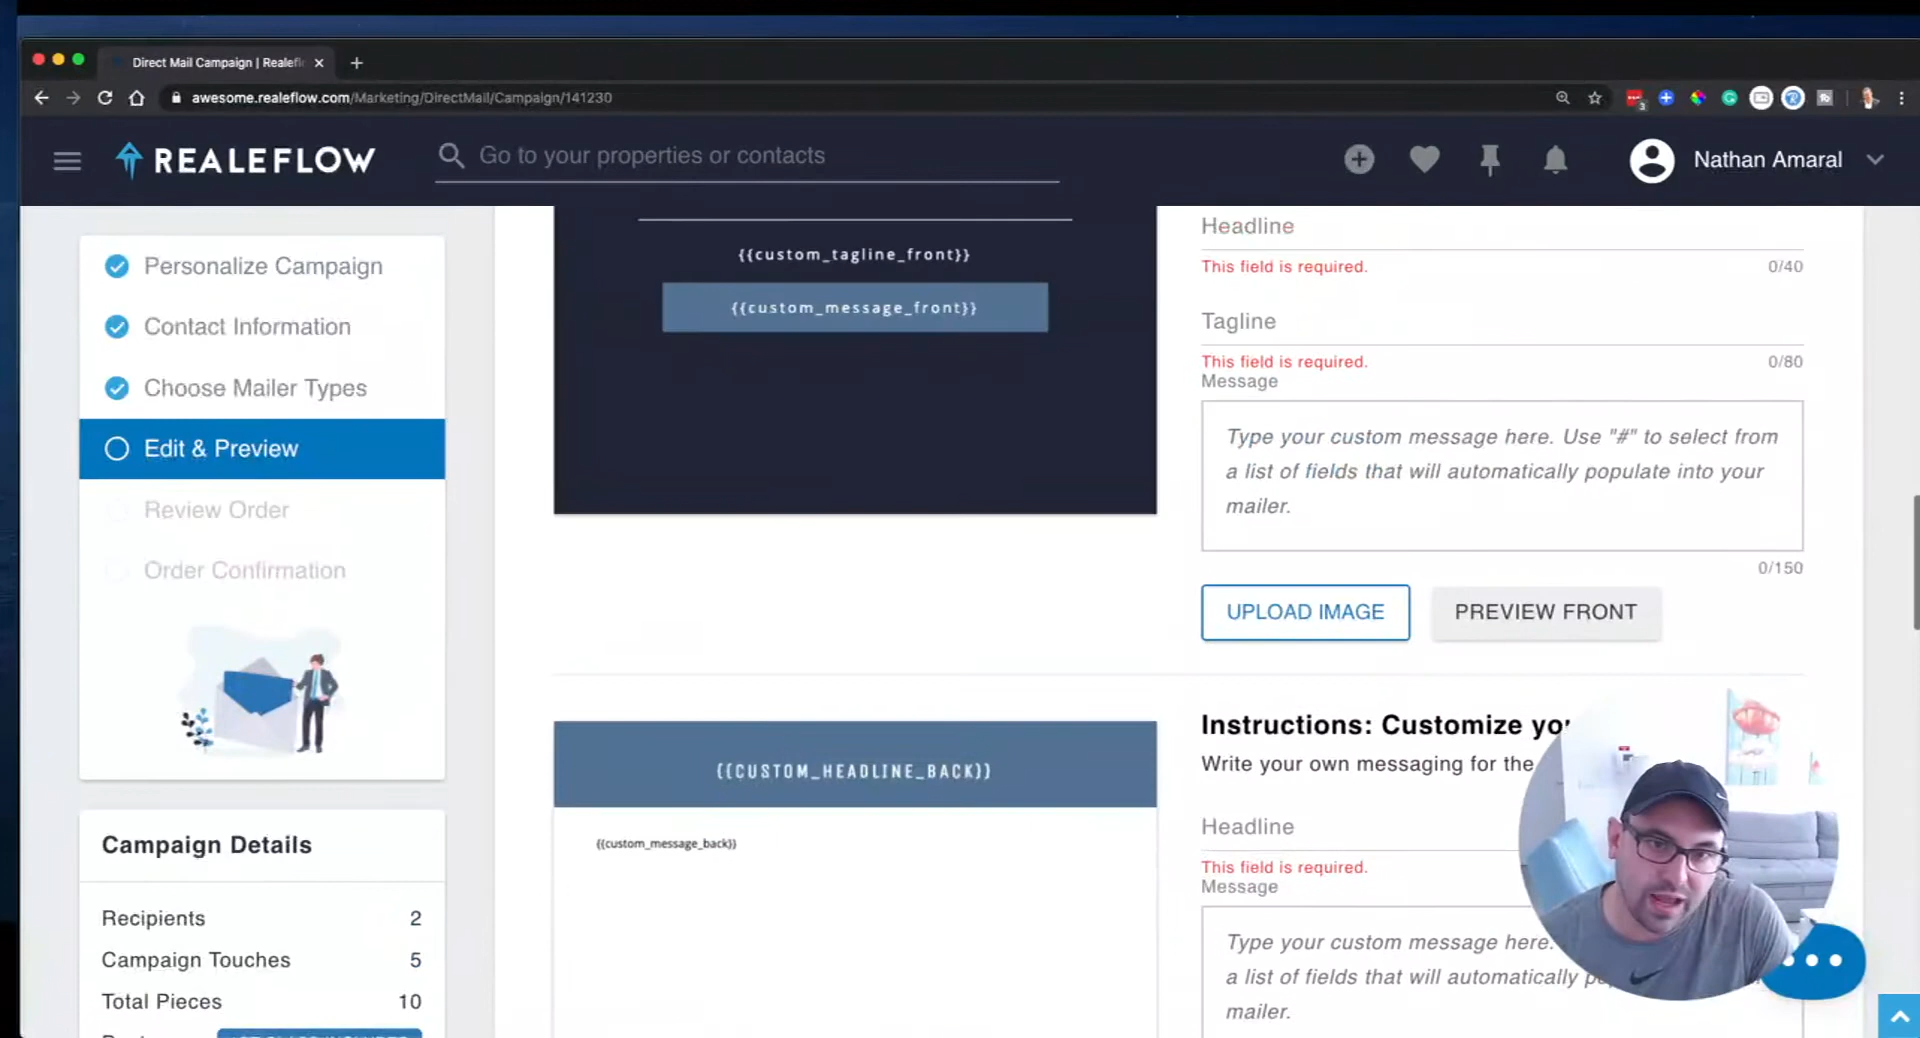 Direct Mail Campaign | Realefl
awesome.realeflow.com/Marketing/DirectMail/Campaign/141230
3
REALEFLOW
Go to your properties or contacts
Nathan Amaral
Personalize Campaign
Contact Information
Choose Mailer Types
Edit & Preview
Review Order
Order Confirmation
Campaign Details
Recipients 2
Campaign Touches 5
Total Pieces 10
{{custom_tagline_front}}
{{custom_message_front}}
Headline
This field is required. 0/40
Tagline
This field is required. 0/80
Message
Type your custom message here. Use "#" to select from
a list of fields that will automatically populate into your
mailer.
0/150
UPLOAD IMAGE PREVIEW FRONT
{{CUSTOM_HEADLINE_BACK}}
{{custom_message_back}}
Instructions: Customize you
Write your own messaging for the
Headline
This field is required.
Message
Type your custom message here.
a list of fields that will automatically
mailer.